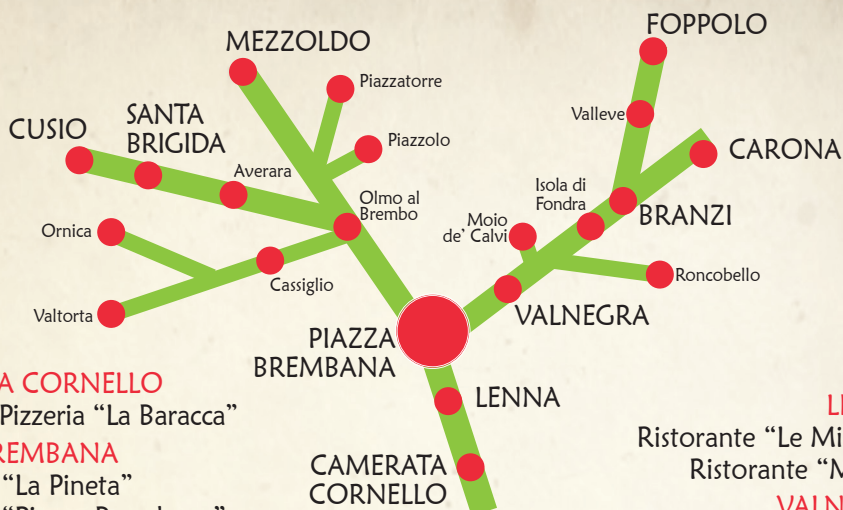 FOPPOLO
MEZZOLDO
Piazzatorre
Valleve
SANTA
BRIGIDA
CUSIO
Piazzolo
CARONA
Averara
Isola di
Fondra
Olmo al
Brembo
BRANZI
Moio
de’ Calvi
Ornica
Roncobello
Cassiglio
Valtorta
VALNEGRA
PIAZZA
BREMBANA
A CORNELLO
LENNA
Pizzeria “La Baracca”
REMBANA
Ristorante “Le Mi
CAMERATA
CORNELLO
Ristorante “M
“La Pineta”
VALN